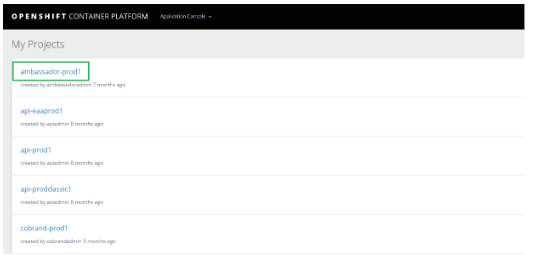 OPENSHIFT CONTAINER PLATFORM Application Console
My Projects
ambassador-prod1
created by ambassadoradmin 7 months ago
api-eaaprod1
created by apiadmin 8 months ago
api-prod1
created by apiadmin 8 months ago
api-prodclassic1
created by apiadmin 8 months ago
cobrand-prod1
created by cobrandadmin 5 months ago